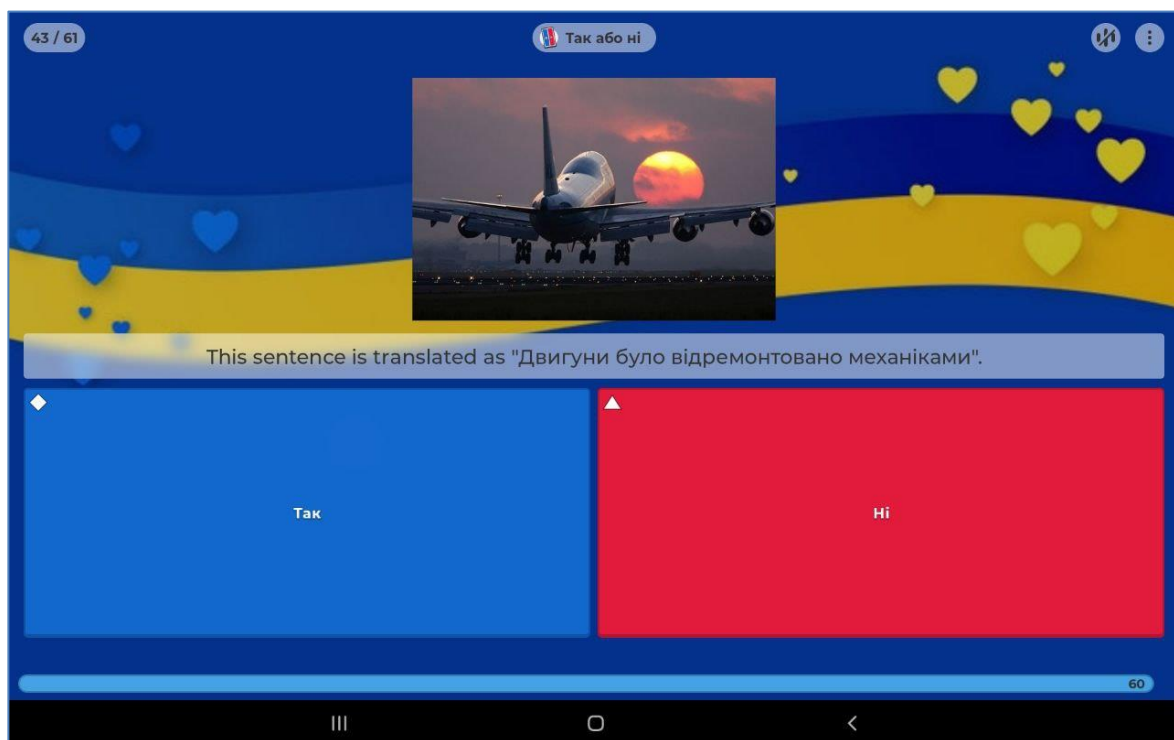 43 / 61
Так або ні
This sentence is translated as "Двигуни було відремонтовано механіками".
Так
Ні
60